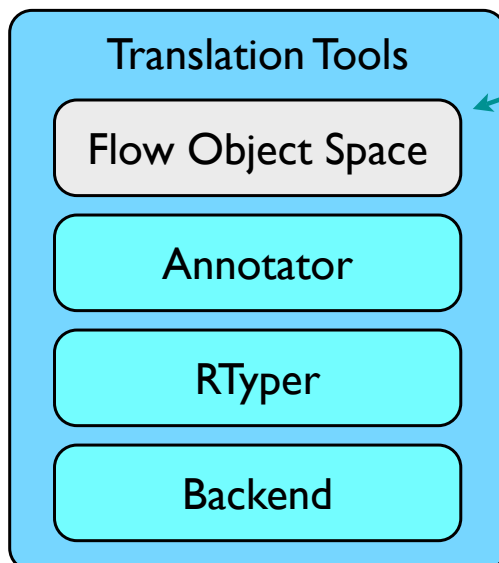 Translation Tools
Flow Object Space
Annotator
RTyper
Backend